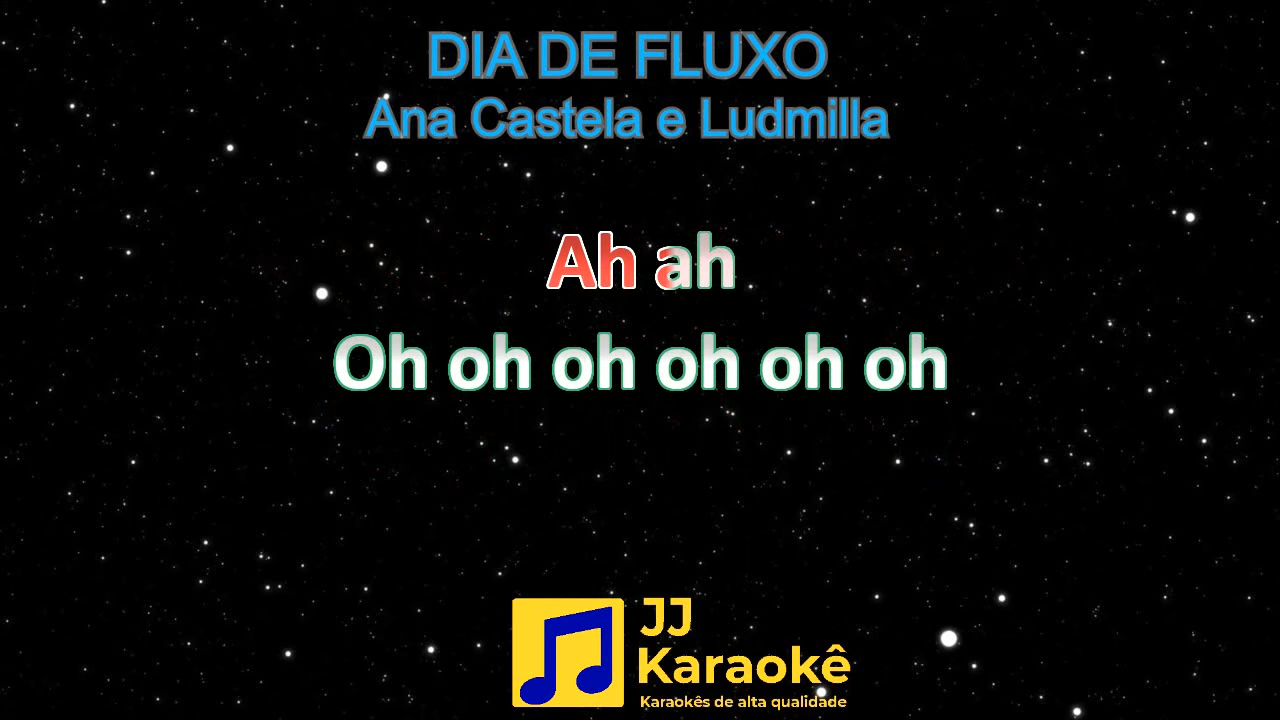 DIA DE FLUXO
Ana Castela e Ludmilla
Ah ah
Oh oh oh oh oh oh
JJ
Karaokê
Karaokês de alta qualidade